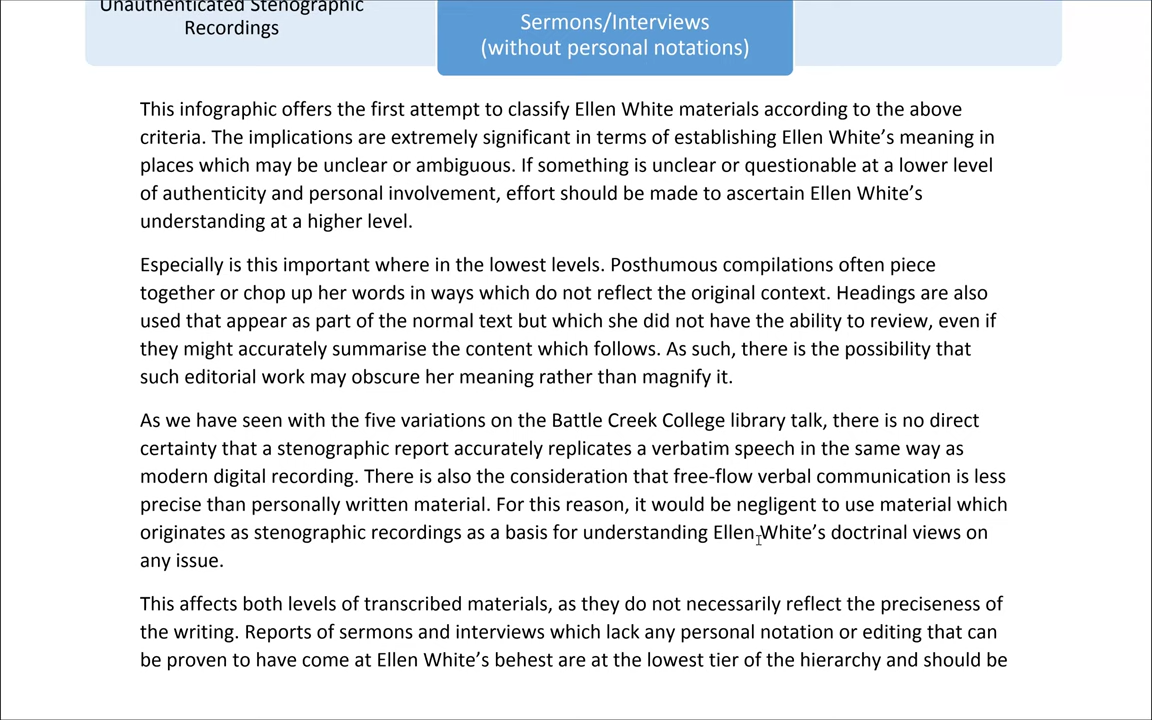 Unauthenticated Stenographic
Recordings
Sermons/Interviews
(without personal notations)
This infographic offers the first attempt to classify Ellen White materials according to the above
criteria. The implications are extremely significant in terms of establishing Ellen White’s meaning in
places which may be unclear or ambiguous. If something is unclear or questionable at a lower level
of authenticity and personal involvement, effort should be made to ascertain Ellen White’s
understanding at a higher level.
Especially is this important where in the lowest levels. Posthumous compilations often piece
together or chop up her words in ways which do not reflect the original context. Headings are also
used that appear as part of the normal text but which she did not have the ability to review, even if
they might accurately summarise the content which follows. As such, there is the possibility that
such editorial work may obscure her meaning rather than magnify it.
As we have seen with the five variations on the Battle Creek College library talk, there is no direct
certainty that a stenographic report accurately replicates a verbatim speech in the same way as
modern digital recording. There is also the consideration that free-flow verbal communication is less
precise than personally written material. For this reason, it would be negligent to use material which
originates as stenographic recordings as a basis for understanding Ellen White’s doctrinal views on
any issue.
This affects both levels of transcribed materials, as they do not necessarily reflect the preciseness of
the writing. Reports of sermons and interviews which lack any personal notation or editing that can
be proven to have come at Ellen White’s behest are at the lowest tier of the hierarchy and should be